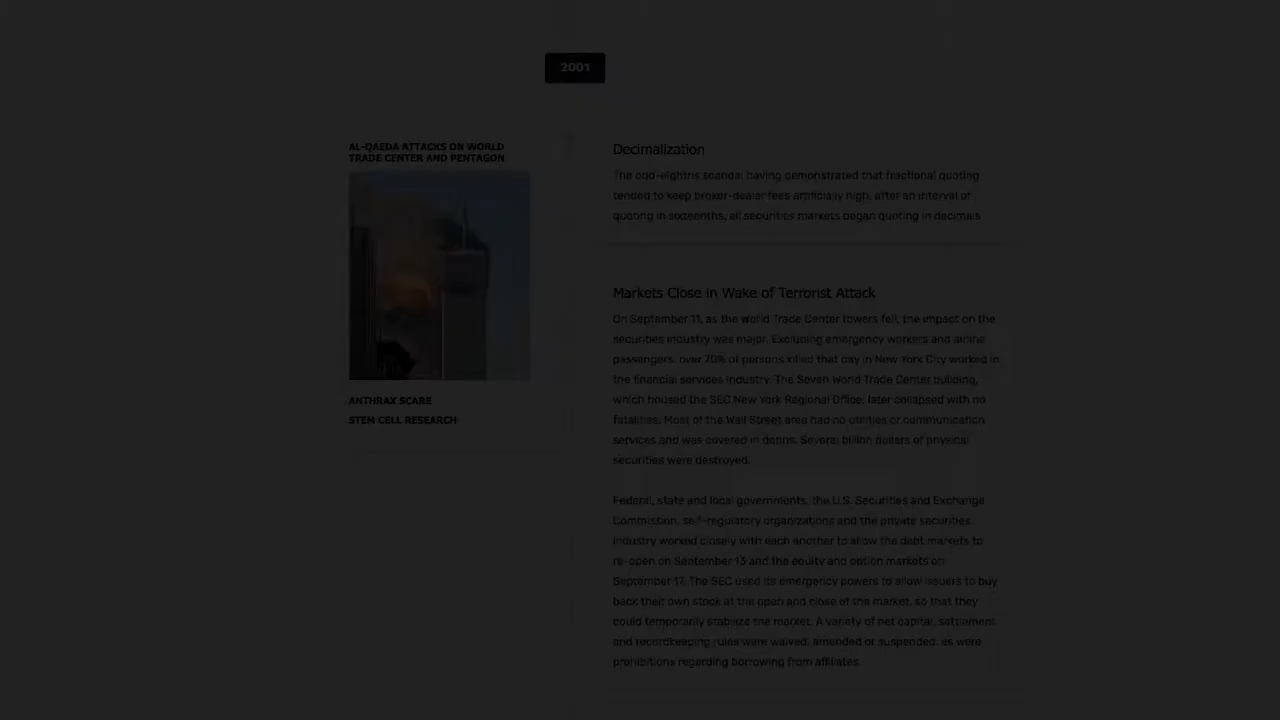 2001
AL-QAEDA ATTACKS ON WORLD
TRADE CENTER AND PENTAGON
ANTHRAX SCARE
STEM CELL RESEARCH
Decimalization
The odd-eighths scandal having demonstrated that fractional quoting
tended to keep broker-dealer fees artificially high, after an interval of
quoting in sixteenths, all securities markets began quoting in decimals
Markets Close in Wake of Terrorist Attack
On September 11, as the World Trade Center towers fell, the impact on the
securities industry was major. Excluding emergency workers and airline
passengers, over 70% of persons killed that day in New York City worked in
the financial services industry. The Seven World Trade Center building,
which housed the SEC New York Regional Office, later collapsed with no
fatalities. Most of the Wall Street area had no utilities or communication
services and was covered in debris. Several billion dollars of physical
securities were destroyed.
Federal, state and local governments, the U.S. Securities and Exchange
Commission, self-regulatory organizations and the private securities
industry worked closely with each another to allow the debt markets to
re-open on September 13 and the equity and option markets on
September 17. The SEC used its emergency powers to allow issuers to buy
back their own stock at the open and close of the market, so that they
could temporarily stabilize the market. A variety of net capital, settlement
and recordkeeping rules were waived, amended or suspended, as were
prohibitions regarding borrowing from affiliates.